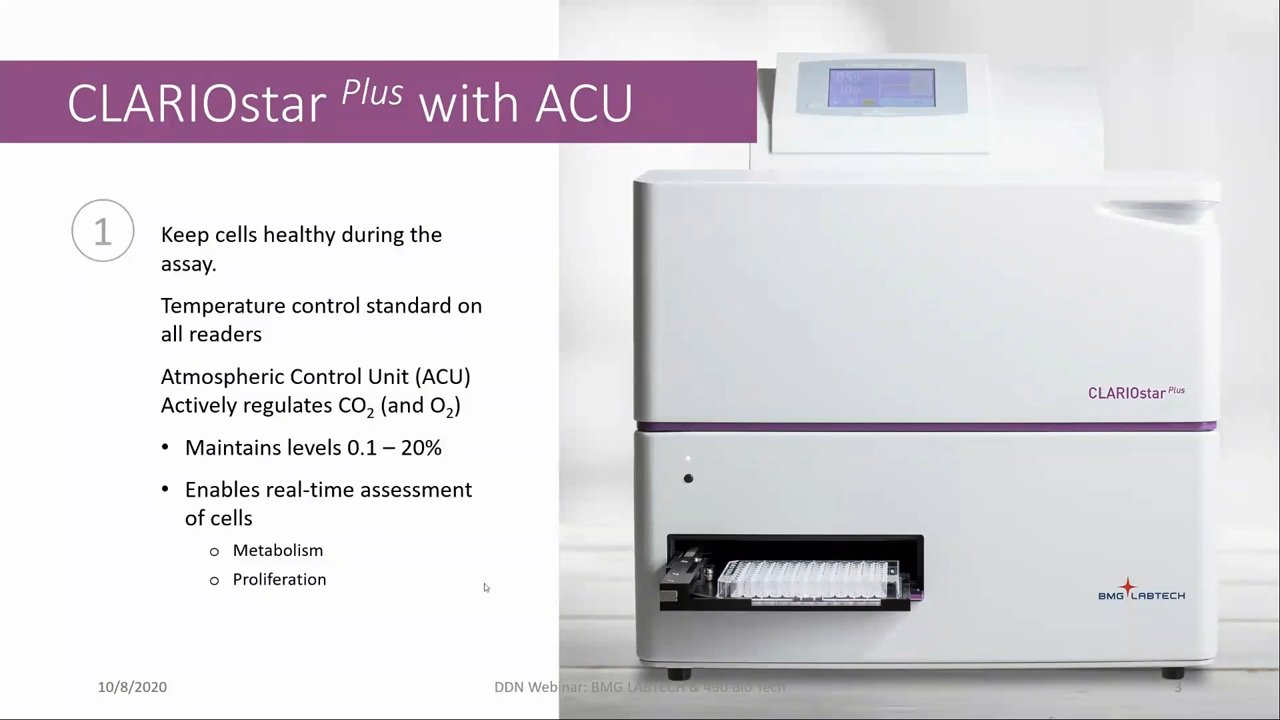 CLARIOstar Plus with ACU
1
Keep cells healthy during the
assay.
Temperature control standard on
all readers
Atmospheric Control Unit (ACU)
Actively regulates CO₂ (and O₂)
• Maintains levels 0.1 – 20%
• Enables real-time assessment
of cells
o Metabolism
o Proliferation
CLARIOstar Plus
BMG LABTECH
10/8/2020
DDN Webinar: BMG LABTECH & 450 Bio Tech
3